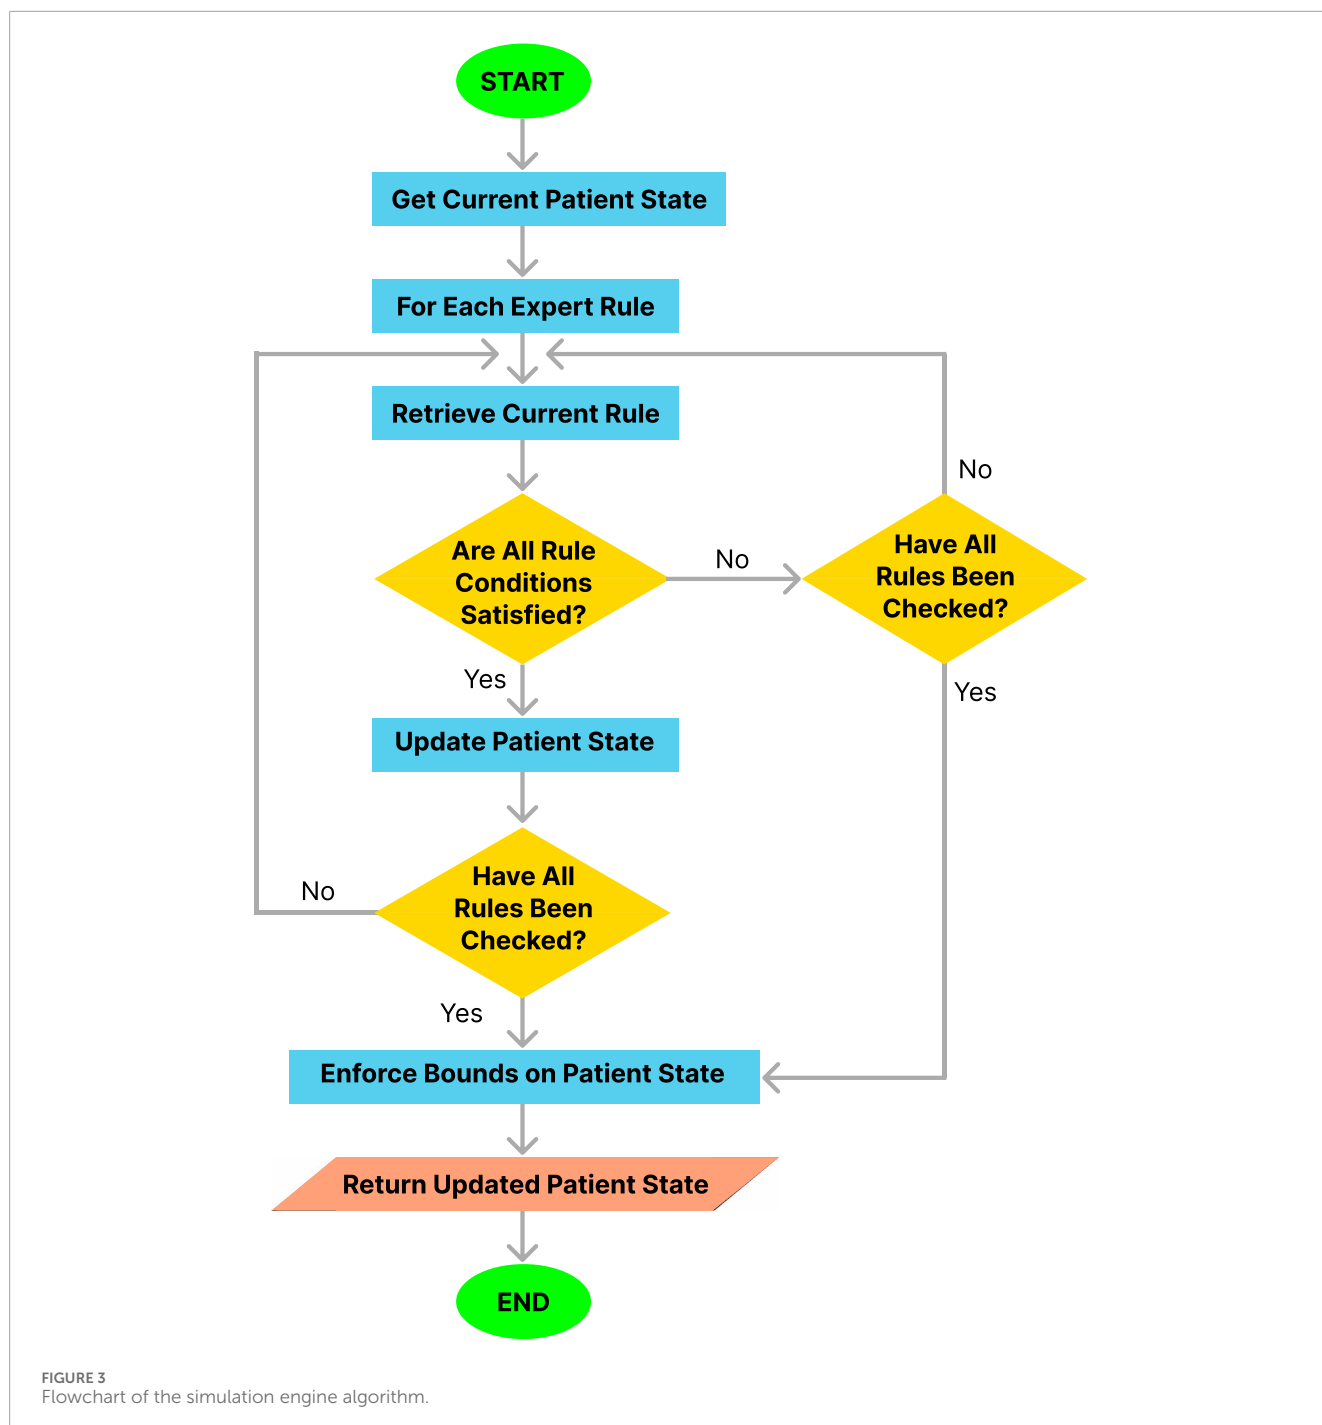 START
Get Current Patient State
For Each Expert Rule
Retrieve Current Rule
No
Are All Rule
Conditions
Satisfied?
No
Have All
Rules Been
Checked?
Yes
Yes
Update Patient State
Have All
Rules Been
Checked?
No
Yes
Enforce Bounds on Patient State
Return Updated Patient State
END
FIGURE 3
Flowchart of the simulation engine algorithm.